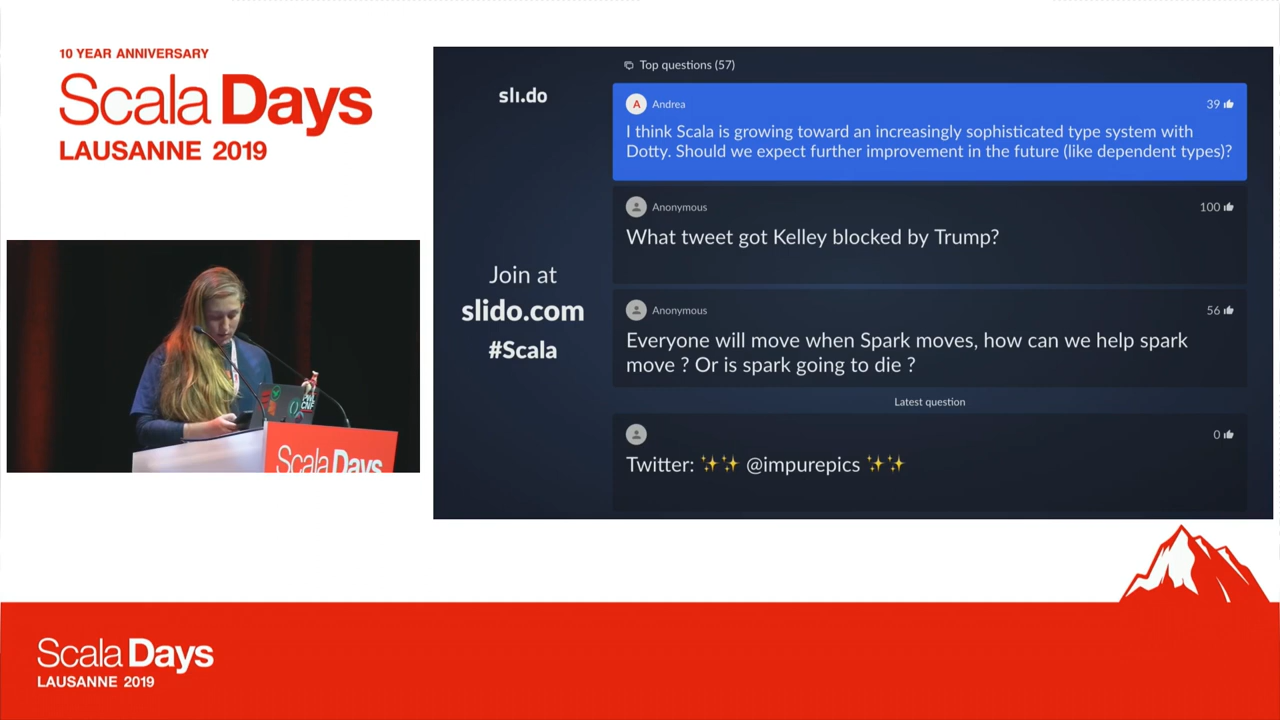 10 YEAR ANNIVERSARY
Scala Days
LAUSANNE 2019
sli.do
Join at
slido.com
#Scala
Top questions (57)
A Andrea 39
I think Scala is growing toward an increasingly sophisticated type system with
Dotty. Should we expect further improvement in the future (like dependent types)?
Anonymous 100
What tweet got Kelley blocked by Trump?
Anonymous 56
Everyone will move when Spark moves, how can we help spark
move ? Or is spark going to die ?
Latest question
0
Twitter: ✨✨ @impurepics ✨✨
Scala Days
Scala Days
LAUSANNE 2019